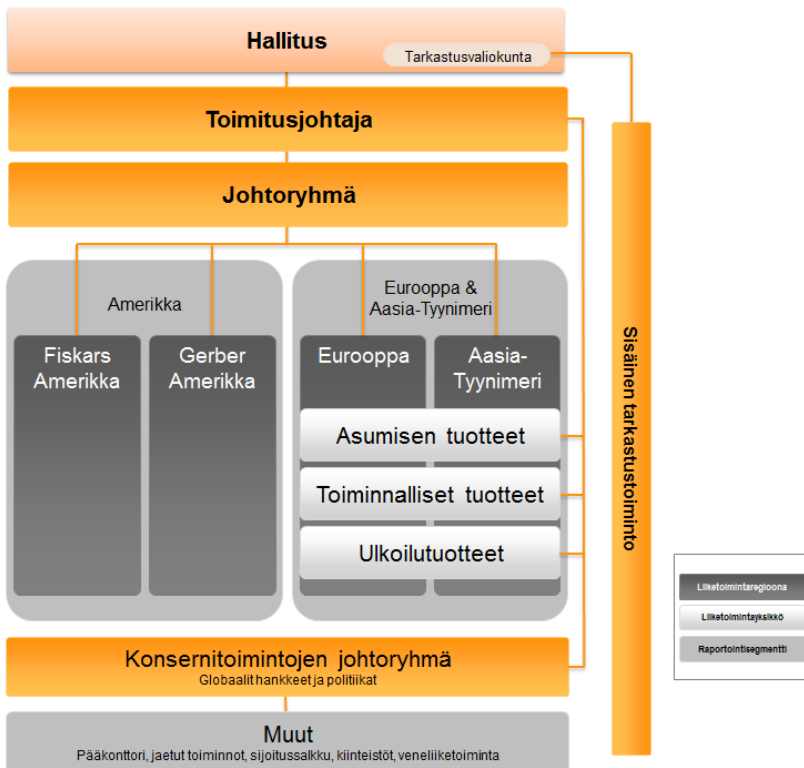 Hallitus
Tarkastusvaliokunta
Toimitusjohtaja
Johtoryhmä
Amerikka
Eurooppa &
Aasia-Tyynimeri
Fiskars
Amerikka
Gerber
Amerikka
Eurooppa
Aasia-
Tyynimeri
Asumisen tuotteet
Toiminnalliset tuotteet
Ulkoilutuotteet
Sisäinen tarkastustoiminto
Konsernitoimintojen johtoryhmä
Globaalit hankkeet ja politiikat
Muut
Pääkonttori, jaetut toiminnot, sijoitussalkku, kiinteistöt, veneliiketoiminta
Liiketoimintaregioona
Liiketoimintayksikkö
Raportointisegmentti